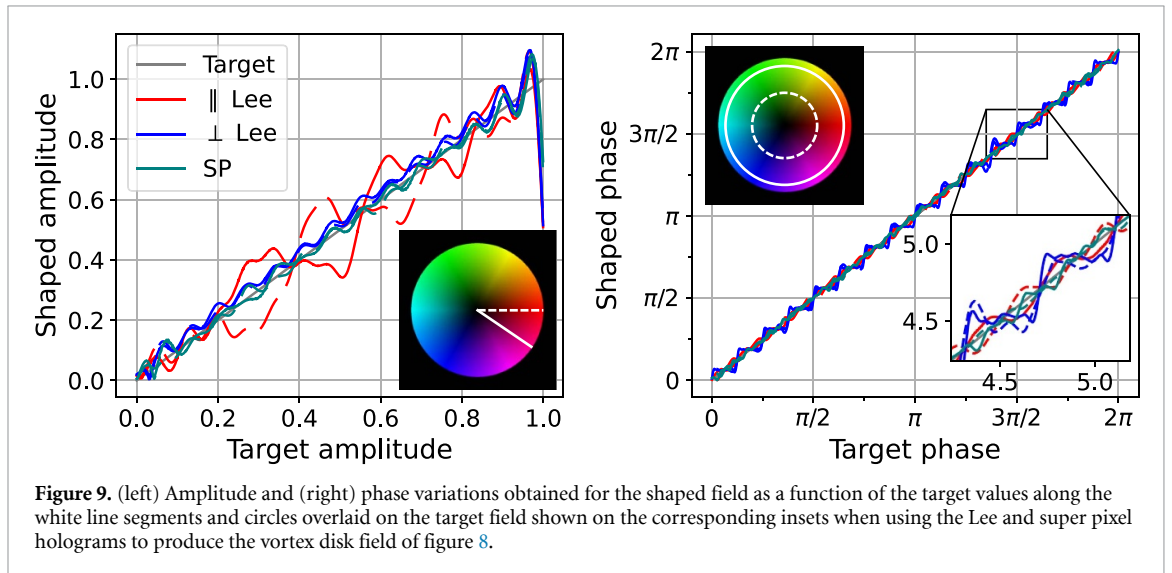 Shaped amplitude
1.0
0.8
0.6
0.4
0.2
0.0
Target
∥ Lee
⊥ Lee
SP
0.0 0.2 0.4 0.6 0.8 1.0
Target amplitude
Shaped phase
2π
3π/2
π
π/2
0
5.0
4.5
4.5 5.0
0 π/2 π 3π/2 2π
Target phase
Figure 9. (left) Amplitude and (right) phase variations obtained for the shaped field as a function of the target values along the
white line segments and circles overlaid on the target field shown on the corresponding insets when using the Lee and super pixel
holograms to produce the vortex disk field of figure 8.